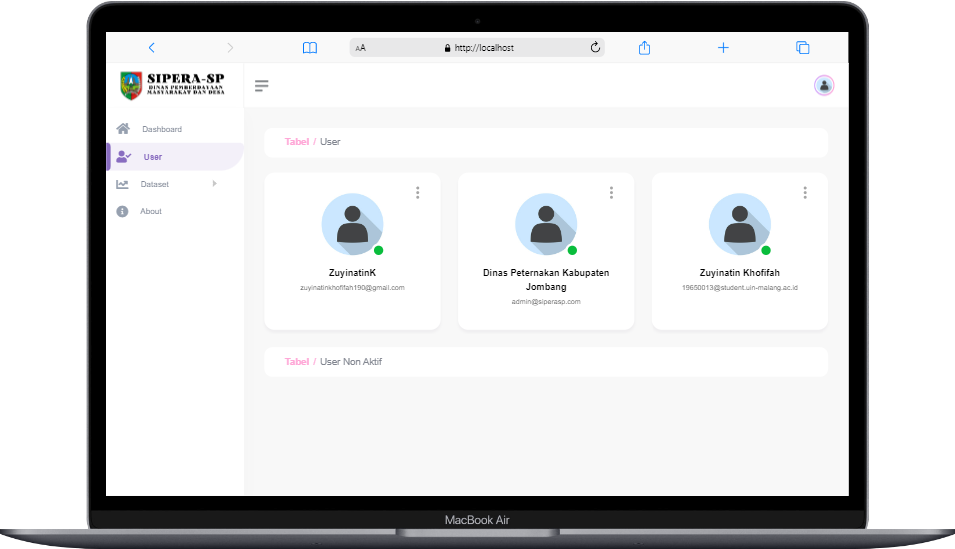 AA
http://localhost
SIPERA-SP
DINAS PEMBERDAYAAN
MASYARAKAT DAN DESA
Dashboard
User
Dataset
About
Tabel / User
ZuyinatinK
zuyinatinkhofifah190@gmail.com
Dinas Peternakan Kabupaten
Jombang
admin@siperasp.com
Zuyinatin Khofifah
19650013@student.uin-malang.ac.id
Tabel / User Non Aktif
MacBook Air